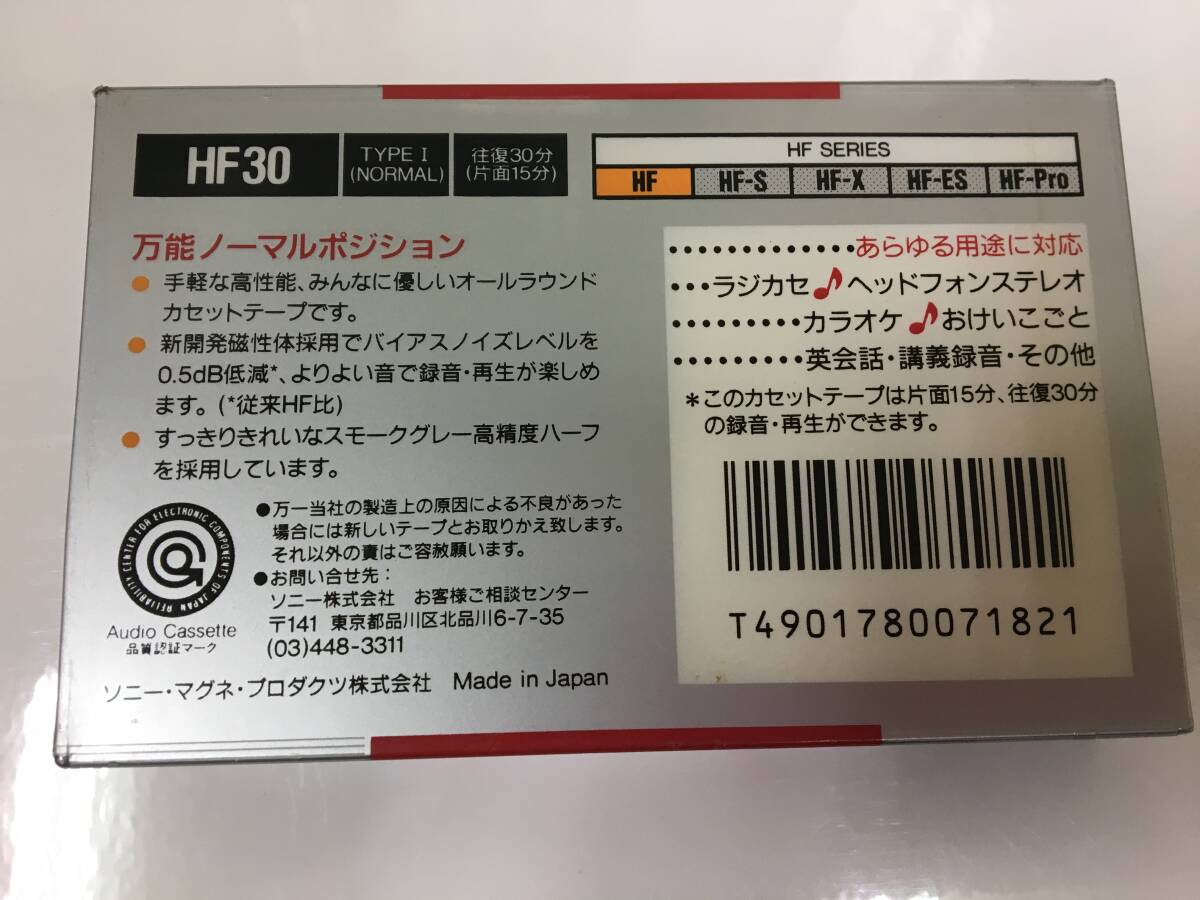 HF30
TYPE I
(NORMAL)
往復30分
(片面15分)
HF SERIES
HF HF-S HF-X HF-ES HF-Pro
万能ノーマルポジション
●手軽な高性能、みんなに優しいオールラウンド
カセットテープです。
●新開発磁性体採用でバイアスノイズレベルを
0.5dB低減*、よりよい音で録音・再生が楽しめ
ます。(*従来HF比)
●すっきりきれいなスモークグレー高精度ハーフ
を採用しています。
RELIABILITY CENTER FOR ELECTRONIC COMPONENTS OF JAPAN
Audio Cassette
品質認証マーク
●万一当社の製造上の原因による不良があった
場合には新しいテープとお取りかえ致します。
それ以外の責はご容赦願います。
●お問い合せ先:
ソニー株式会社 お客様ご相談センター
〒141 東京都品川区北品川6-7-35
(03)448-3311
ソニー・マグネ・プロダクツ株式会社 Made in Japan
••••••••••••••あらゆる用途に対応
•••ラジカセ♪ヘッドフォンステレオ
•••••••••カラオケ♪おけいこごと
•••••••••英会話・講義録音・その他
*このカセットテープは片面15分、往復30分
の録音・再生ができます。
T4901780071821